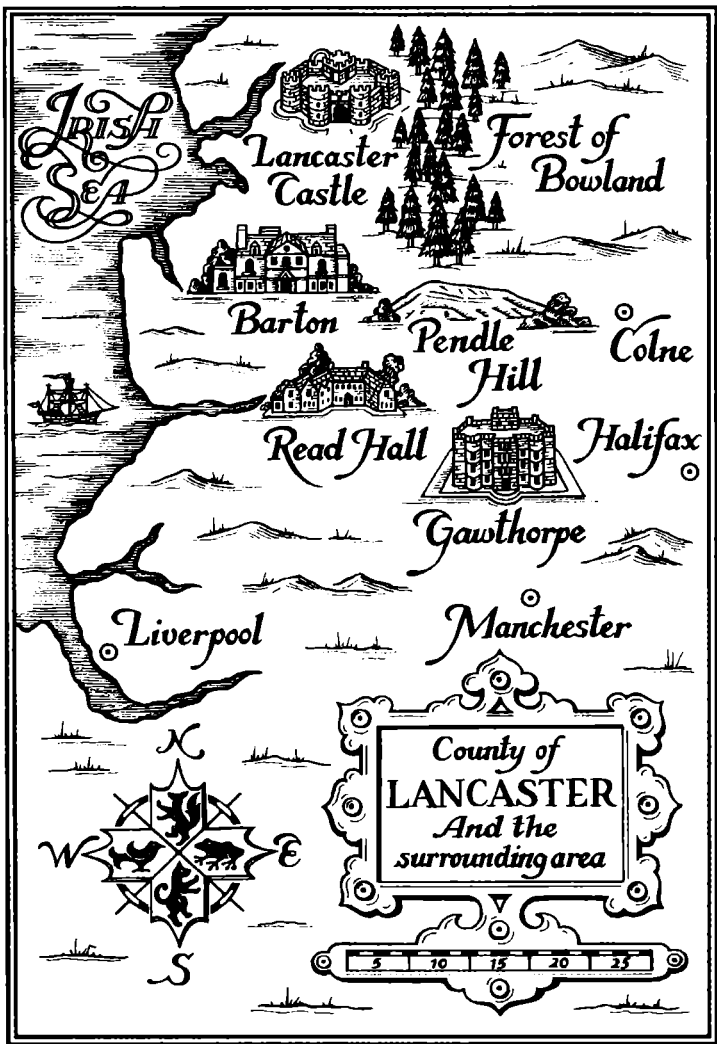 IRISH
SEA
Lancaster
Castle
Forest of
Bowland
Barton
Pendle
Hill
Colne
Read Hall
Halifax
Gawthorpe
Liverpool
Manchester
N
W E
S
County of
LANCASTER
And the
surrounding area
5 10 15 20 25